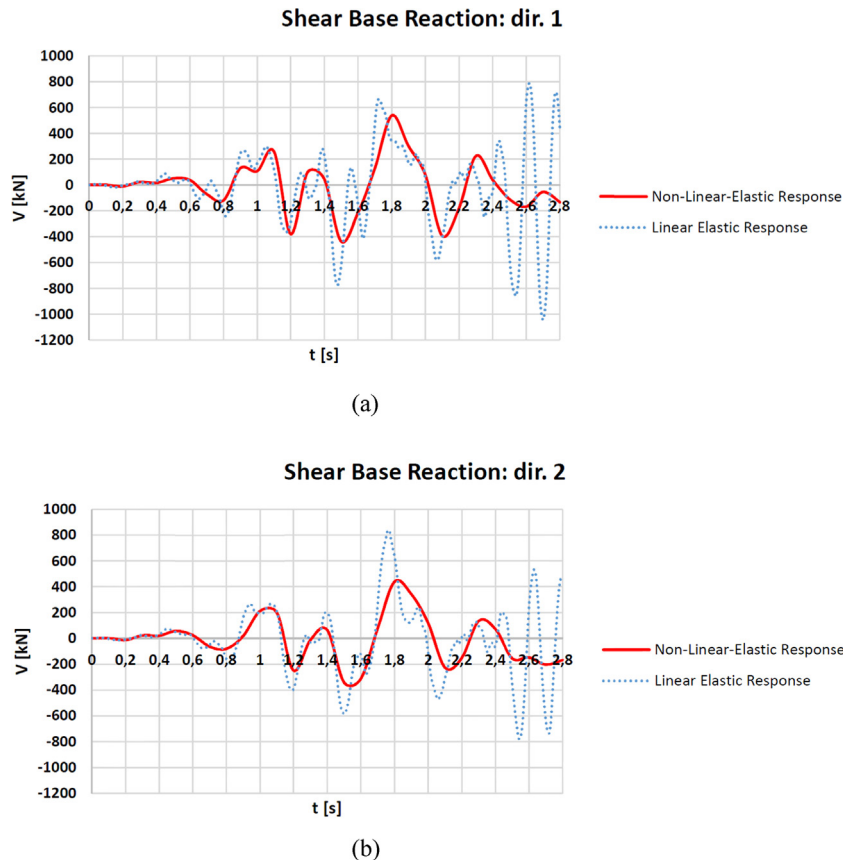 Shear Base Reaction: dir. 1
1000
800
600
400
200
0
-200
-400
-600
-800
-1000
-1200
V [kN]
0 0,2 0,4 0,6 0,8 1 1,2 1,4 1,6 1,8 2 2,2 2,4 2,6 2,8
t [s]
Non-Linear-Elastic Response
Linear Elastic Response
(a)
Shear Base Reaction: dir. 2
1000
800
600
400
200
0
-200
-400
-600
-800
-1000
-1200
V [kN]
0 0,2 0,4 0,6 0,8 1 1,2 1,4 1,6 1,8 2 2,2 2,4 2,6 2,8
t [s]
Non-Linear-Elastic Response
Linear Elastic Response
(b)